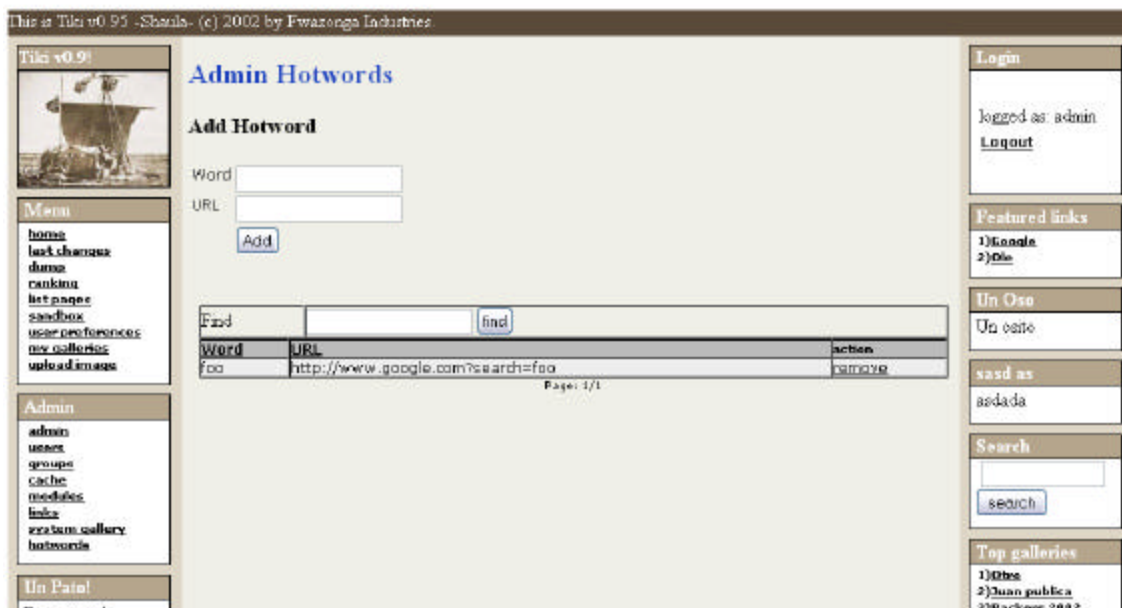 This is Tiki v0.95 -Shaula- (c) 2002 by Fwazonga Industries
Tiki v0.9!
Menu
home
last changes
dump
ranking
list pages
sandbox
user preferences
my galleries
upload image
Admin
admin
users
groups
cache
modules
links
system gallery
hotwords
Un Pato!
Admin Hotwords
Add Hotword
Word
URL
Add
Find find
Word URL action
foo http://www.google.com?search=foo remove
Page: 1/1
Login
logged as: admin
Logout
Featured links
1)Google
2)Ole
Un Oso
Un osito
sasd as
asdada
Search
search
Top galleries
1)Otra
2)Juan publica